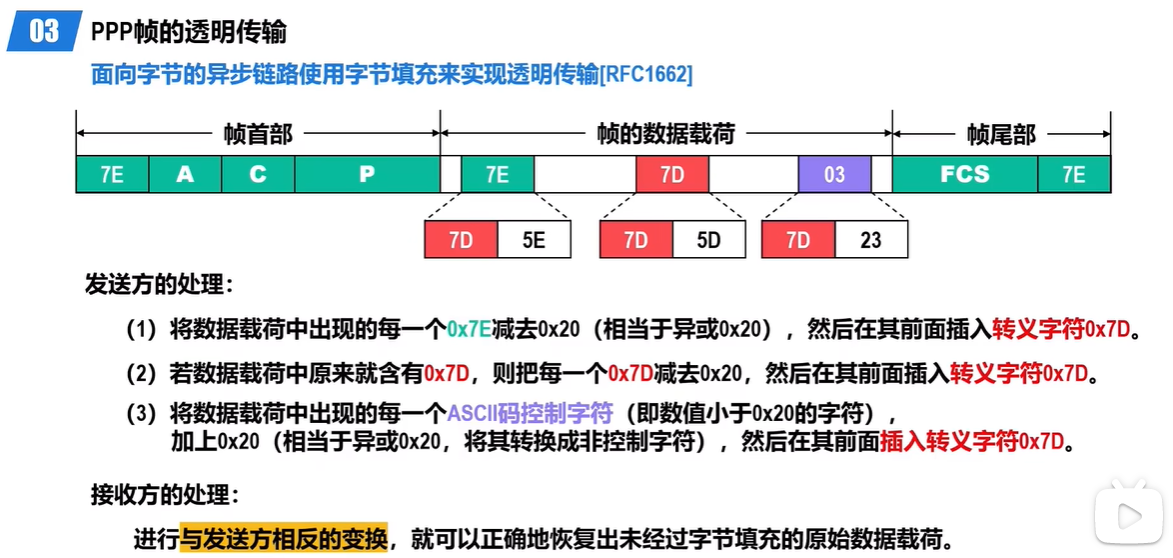 03 PPP帧的透明传输
面向字节的异步链路使用字节填充来实现透明传输[RFC1662]
帧首部 帧的数据载荷 帧尾部
7E A C P 7E 7D 03 FCS 7E
7D 5E 7D 5D 7D 23
发送方的处理：
（1）将数据载荷中出现的每一个0x7E减去0x20（相当于异或0x20），然后在其前面插入转义字符0x7D。
（2）若数据载荷中原来就含有0x7D，则把每一个0x7D减去0x20，然后在其前面插入转义字符0x7D。
（3）将数据载荷中出现的每一个ASCII码控制字符（即数值小于0x20的字符），
加上0x20（相当于异或0x20，将其转换成非控制字符），然后在其前面插入转义字符0x7D。
接收方的处理：
进行与发送方相反的变换，就可以正确地恢复出未经过字节填充的原始数据载荷。